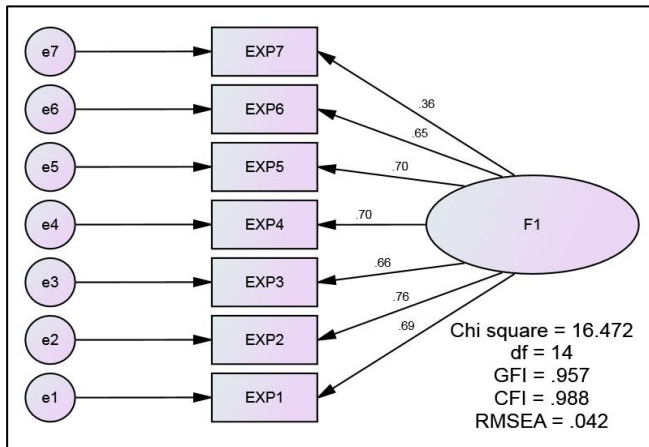 e7 EXP7
.36
e6 EXP6
.65
e5 EXP5
.70
e4 EXP4
.70
F1
e3 EXP3
.66
e2 EXP2
.76
e1 EXP1
.69
Chi square = 16.472
df = 14
GFI = .957
CFI = .988
RMSEA = .042